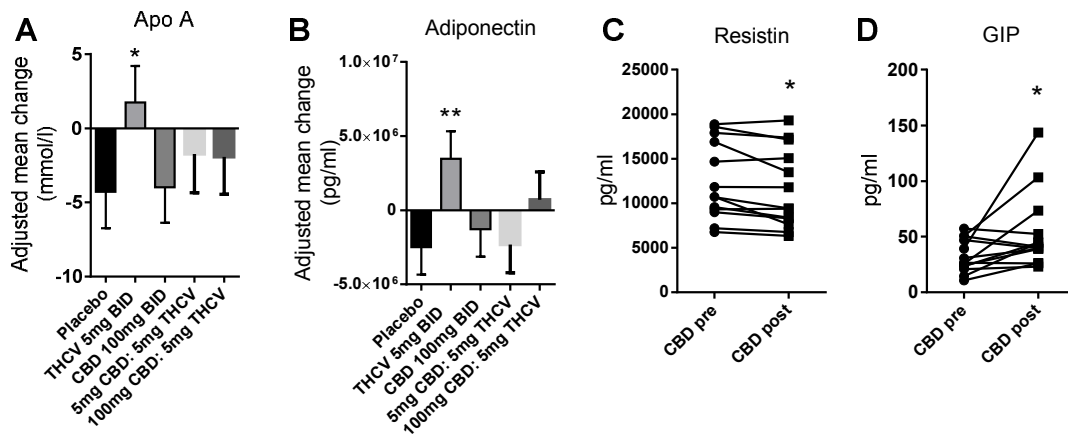 A
Apo A
Adjusted mean change
(mmol/l)
5
0
-5
-10
*
Placebo
THCV 5mg BID
CBD 100mg BID
5mg CBD: 5mg THCV
100mg CBD: 5mg THCV
B
Adiponectin
Adjusted mean change
(pg/ml)
1.0×10⁷
5.0×10⁶
0
-5.0×10⁶
**
Placebo
THCV 5mg BID
CBD 100mg BID
5mg CBD: 5mg THCV
100mg CBD: 5mg THCV
C
Resistin
pg/ml
25000
20000
15000
10000
5000
0
*
CBD pre
CBD post
D
GIP
pg/ml
200
150
100
50
0
*
CBD pre
CBD post